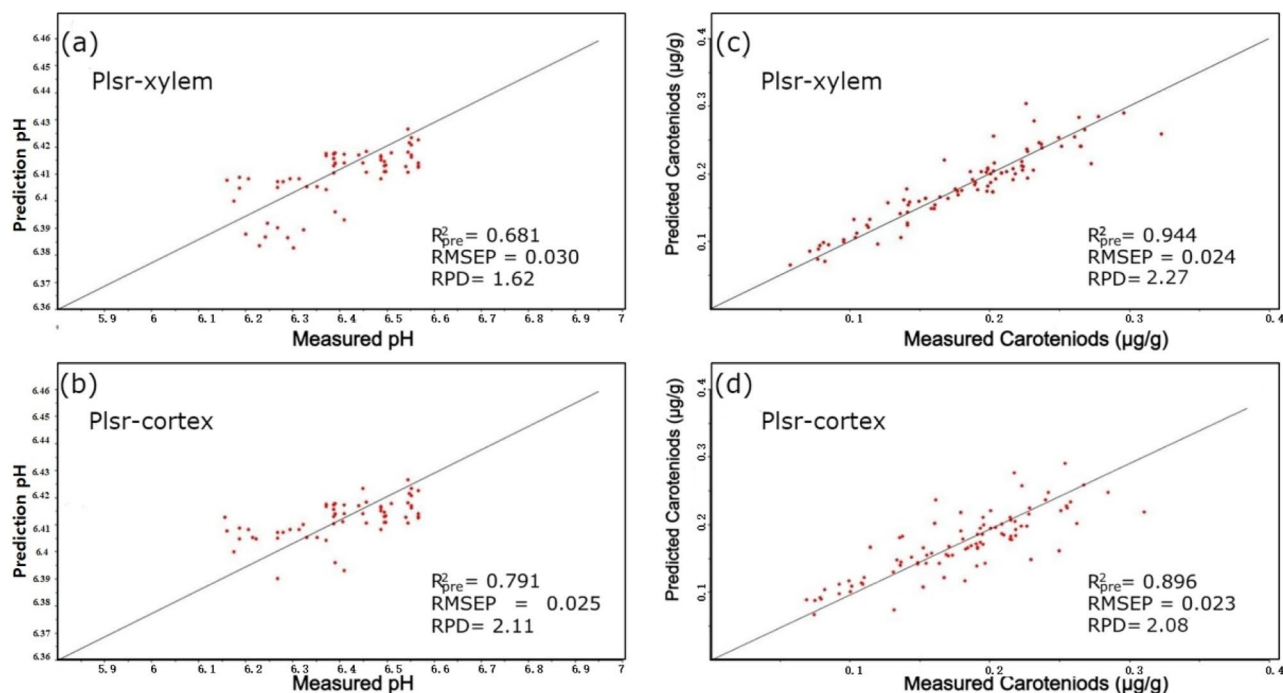 (a)
Plsr-xylem
Prediction pH
6.46
6.45
6.44
6.43
6.42
6.41
6.4
6.39
6.38
6.37
6.36
R²pre= 0.681
RMSEP = 0.030
RPD= 1.62
5.9 6 6.1 6.2 6.3 6.4 6.5 6.6 6.7 6.8 6.9 7
Measured pH
(c)
Plsr-xylem
Predicted Caroteniods (µg/g)
0.4
0.3
0.2
0.1
R²pre= 0.944
RMSEP = 0.024
RPD= 2.27
0.1 0.2 0.3 0.4
Measured Caroteniods (µg/g)
(b)
Plsr-cortex
Prediction pH
6.46
6.45
6.44
6.43
6.42
6.41
6.4
6.39
6.38
6.37
6.36
R²pre= 0.791
RMSEP = 0.025
RPD= 2.11
5.9 6 6.1 6.2 6.3 6.4 6.5 6.6 6.7 6.8 6.9 7
Measured pH
(d)
Plsr-cortex
Predicted Caroteniods (µg/g)
0.4
0.3
0.2
0.1
R²pre= 0.896
RMSEP = 0.023
RPD= 2.08
0.1 0.2 0.3 0.4
Measured Caroteniods (µg/g)